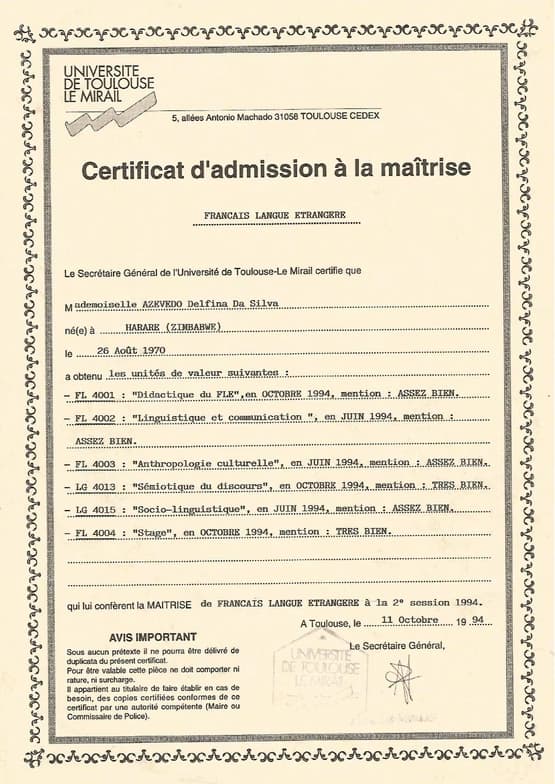 UNIVERSITE
DE TOULOUSE
LE MIRAIL
5, allées Antonio Machado 31058 TOULOUSE CEDEX
Certificat d'admission à la maîtrise
FRANCAIS LANGUE ETRANGERE
Le Secrétaire Général de l'Université de Toulouse-Le Mirail certifie que
Mademoiselle AZEVEDO Delfina Da Silva
né(e) à HARARE (ZIMBABWE)
le 26 Août 1970
a obtenu les unités de valeur suivantes :
- FL 4001 : "Didactique du FLE",en OCTOBRE 1994, mention : ASSEZ BIEN.
- FL 4002 : "Linguistique et communication ", en JUIN 1994, mention :
ASSEZ BIEN.
- FL 4003 : "Anthropologie culturelle", en JUIN 1994, mention : ASSEZ BIEN.
- LG 4013 : "Sémiotique du discours", en OCTOBRE 1994, mention : TRES BIEN.
- LG 4015 : "Socio-linguistique", en JUIN 1994, mention : ASSEZ BIEN.
- FL 4004 : "Stage", en OCTOBRE 1994, mention : TRES BIEN.
qui lui confèrent la MAITRISE de FRANCAIS LANGUE ETRANGERE à la 2° session 1994.
A Toulouse, le 11 Octobre 1994
Le Secrétaire Général,
AVIS IMPORTANT
Sous aucun prétexte il ne pourra être délivré de
duplicata du présent certificat.
Pour être valable cette pièce ne doit comporter ni
rature, ni surcharge.
Il appartient au titulaire de faire établir en cas de
besoin, des copies certifiées conformes de ce
certificat par une autorité compétente (Maire ou
Commissaire de Police).
UNIVERSITE
DE TOULOUSE
LE MIRAIL